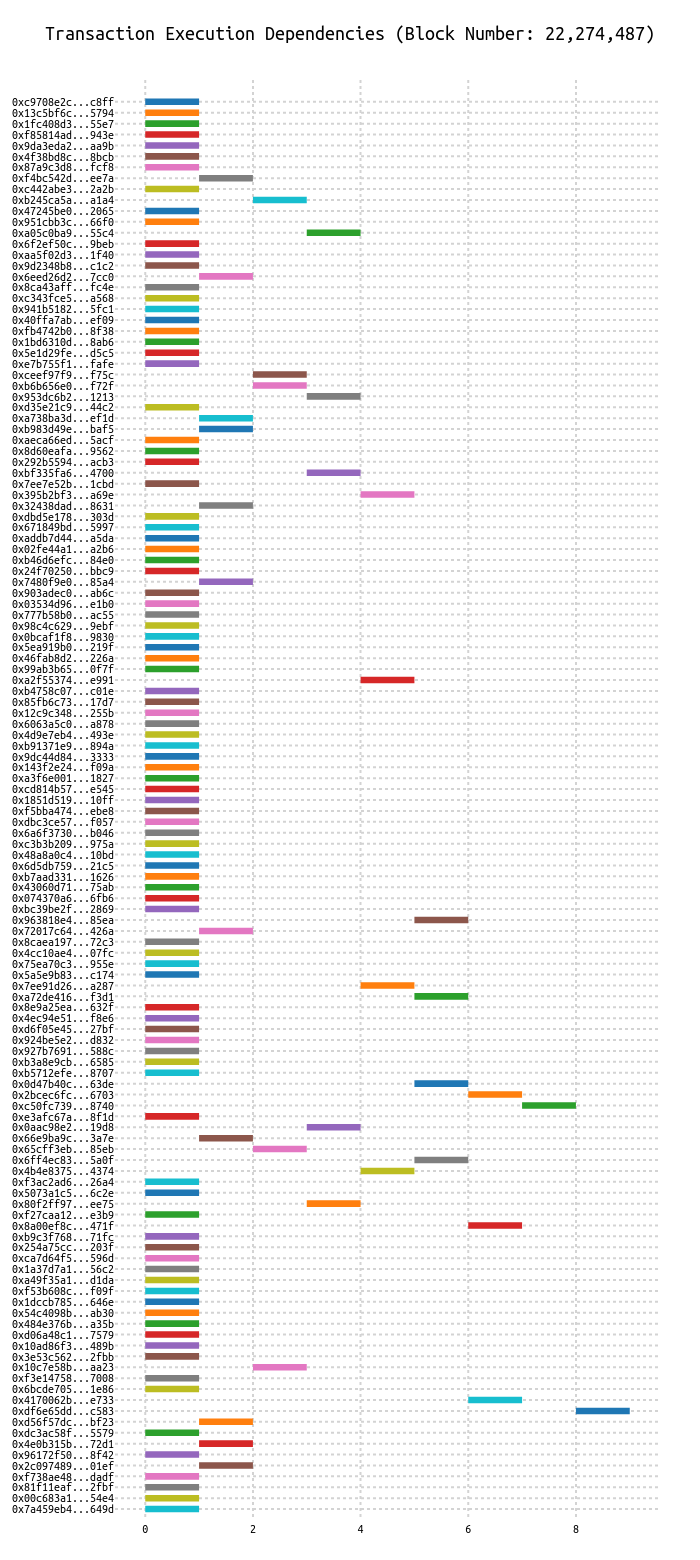 Transaction Execution Dependencies (Block Number: 22,274,487)
0xc9708e2c...c8ff
0x13c5bf6c...5794
0x1fc408d3...55e7
0xf85814ad...943e
0x9da3eda2...aa9b
0x4f38bd8c...8bcb
0x87a9c3d8...fcf8
0xf4bc542d...ee7a
0xc442abe3...2a2b
0xb245ca5a...a1a4
0x47245be0...2065
0x951cbb3c...66f0
0xa05c0ba9...55c4
0x6f2ef50c...9beb
0xaa5f02d3...1f40
0x9d2348b8...c1c2
0x6eed26d2...7cc0
0x8ca43aff...fc4e
0xc343fce5...a568
0x941b5182...5fc1
0x40ffa7ab...ef09
0xfb4742b0...8f38
0x1bd6310d...8ab6
0x5e1d29fe...d5c5
0xe7b755f1...fafe
0xceef97f9...f75c
0xb6b656e0...f72f
0x953dc6b2...1213
0xd35e21c9...44c2
0xa738ba3d...ef1d
0xb983d49e...baf5
0xaeca66ed...5acf
0x8d60eafa...9562
0x292b5594...acb3
0xbf335fa6...4700
0x7ee7e52b...1cbd
0x395b2bf3...a69e
0x32438dad...8631
0xdbd5e178...303d
0x671849bd...5997
0xaddb7d44...a5da
0x02fe44a1...a2b6
0xb46d6efc...84e0
0x24f70250...bbc9
0x7480f9e0...85a4
0x903adec0...ab6c
0x03534d96...e1b0
0x777b58b0...ac55
0x98c4c629...9ebf
0x0bcaf1f8...9830
0x5ea919b0...219f
0x46fab8d2...226a
0x99ab3b65...0f7f
0xa2f55374...e991
0xb4758c07...c01e
0x85fb6c73...17d7
0x12c9c348...255b
0x6063a5c0...a878
0x4d9e7eb4...493e
0xb91371e9...894a
0x9dc44d84...3333
0x143f2e24...f09a
0xa3f6e001...1827
0xcd814b57...e545
0x1851d519...10ff
0xf5bba474...ebe8
0xdbc3ce57...f057
0x6a6f3730...b046
0xc3b3b209...975a
0x48a8a0c4...10bd
0x6d5db759...21c5
0xb7aad331...1626
0x43060d71...75ab
0x074370a6...6fb6
0xbc39be2f...2869
0x963818e4...85ea
0x72017c64...426a
0x8caea197...72c3
0x4cc10ae4...07fc
0x75ea70c3...955e
0x5a5e9b83...c174
0x7ee91d26...a287
0xa72de416...f3d1
0x8e9a25ea...632f
0x4ec94e51...f8e6
0xd6f05e45...27bf
0x924be5e2...d832
0x927b7691...588c
0xb3a8e9cb...6585
0xb5712efe...8707
0x0d47b40c...63de
0x2bcec6fc...6703
0xc50fc739...8740
0xe3afc67a...8f1d
0x0aac98e2...19d8
0x66e9ba9c...3a7e
0x65cff3eb...85eb
0x6ff4ec83...5a0f
0x4b4e8375...4374
0xf3ac2ad6...26a4
0x5073a1c5...6c2e
0x80f2ff97...ee75
0xf27caa12...e3b9
0x8a00ef8c...471f
0xb9c3f768...71fc
0x254a75cc...203f
0xca7d64f5...596d
0x1a37d7a1...56c2
0xa49f35a1...d1da
0xf53b608c...f09f
0x1dccb785...646e
0x54c4098b...ab30
0x484e376b...a35b
0xd06a48c1...7579
0x10ad86f3...489b
0x3e53c562...2fbb
0x10c7e58b...aa23
0xf3e14758...7008
0x6bcde705...1e86
0x4170062b...e733
0xdf6e65dd...c583
0xd56f57dc...bf23
0xdc3ac58f...5579
0x4e0b315b...72d1
0x96172f50...8f42
0x2c097489...01ef
0xf738ae48...dadf
0x81f11eaf...2fbf
0x00c683a1...54e4
0x7a459eb4...649d
0 2 4 6 8